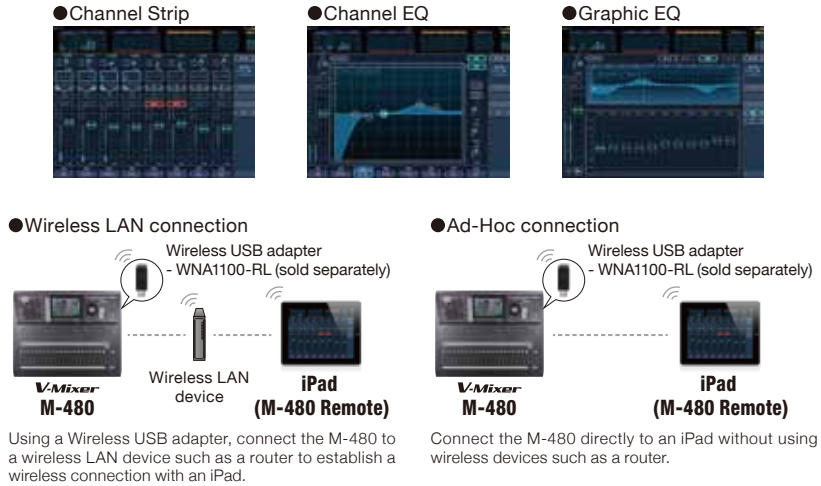 ●Channel Strip
●Channel EQ
●Graphic EQ
●Wireless LAN connection
Wireless USB adapter
- WNA1100-RL (sold separately)
Wireless LAN
device
V-Mixer
M-480
iPad
(M-480 Remote)
Using a Wireless USB adapter, connect the M-480 to
a wireless LAN device such as a router to establish a
wireless connection with an iPad.
●Ad-Hoc connection
Wireless USB adapter
- WNA1100-RL (sold separately)
V-Mixer
M-480
iPad
(M-480 Remote)
Connect the M-480 directly to an iPad without using
wireless devices such as a router.